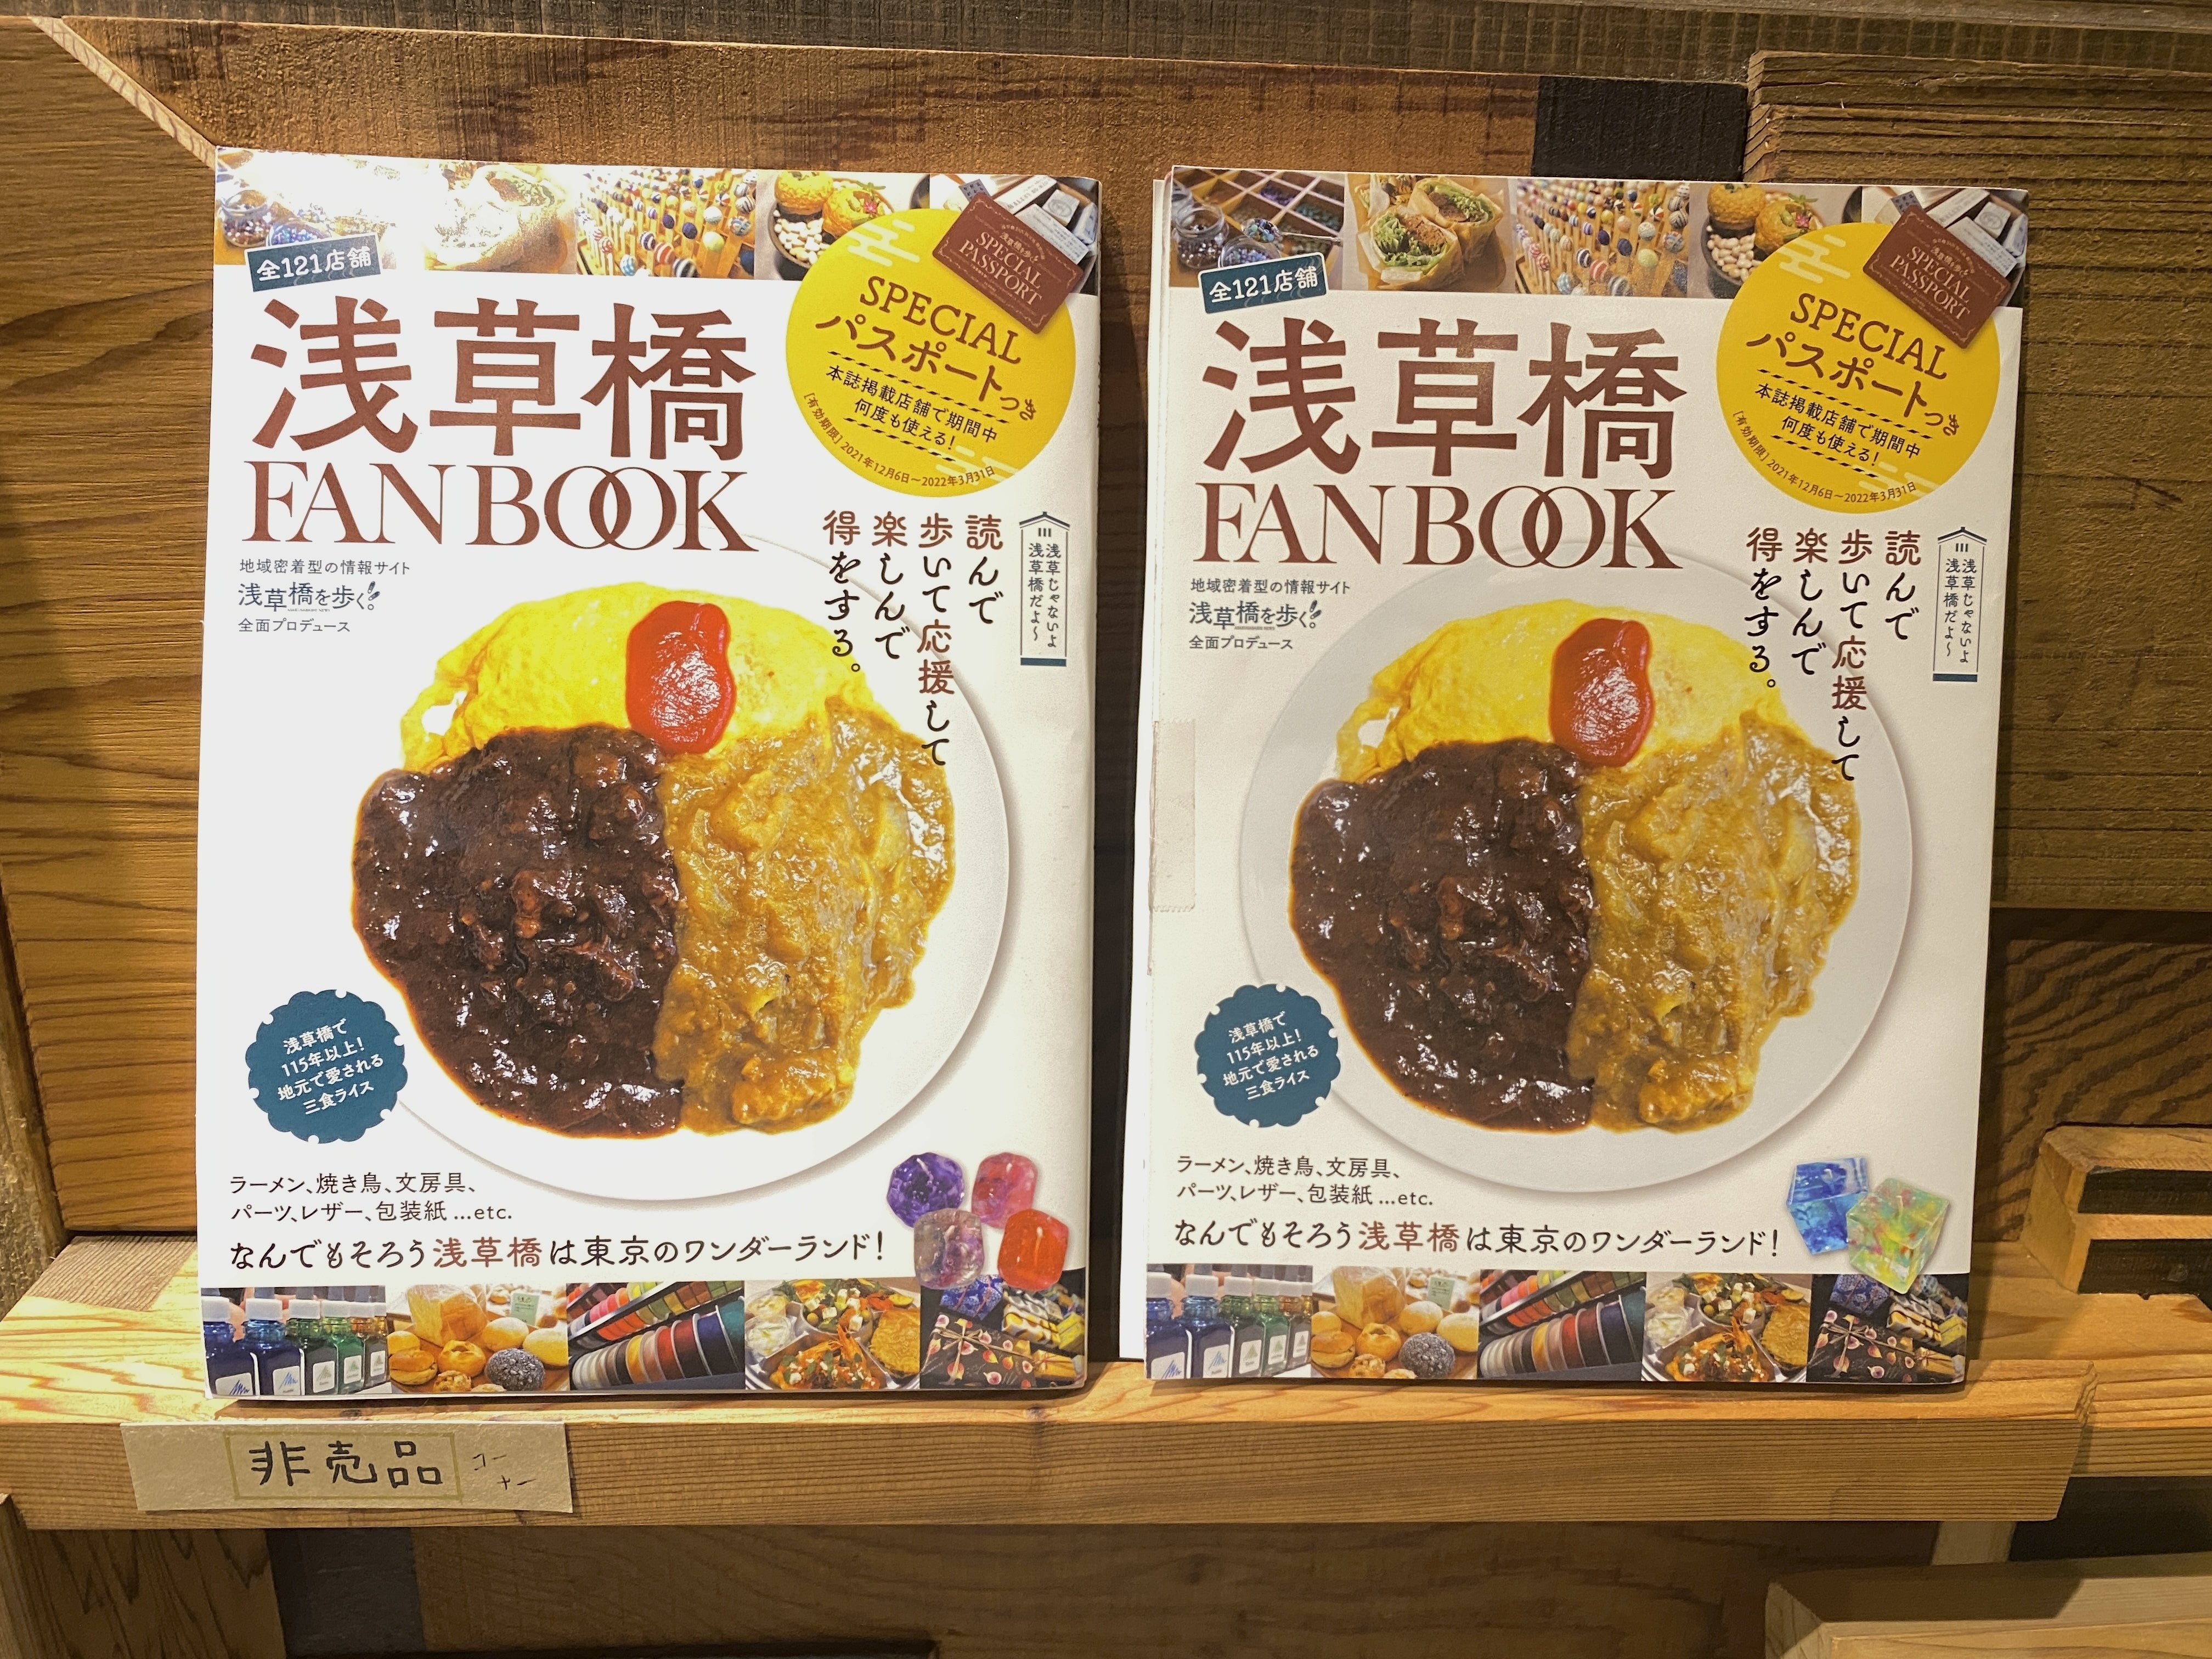 全121店舗
浅草橋
FAN BOOK
SPECIAL
PASSPORT
SPECIAL
パスポートつき
本誌掲載店舗で期間中
何度も使える!
[有効期限] 2021年12月6日〜2022年3月31日
地域密着型の情報サイト
浅草橋を歩く。
全面プロデュース
読んで
歩いて応援して
楽しんで
得をする。
浅草じゃないよ
浅草橋だよ〜
浅草橋で
115年以上!
地元で愛される
三食ライス
ラーメン、焼き鳥、文房具、
パーツ、レザー、包装紙…etc.
なんでもそろう浅草橋は東京のワンダーランド!
全121店舗
浅草橋
FAN BOOK
SPECIAL
PASSPORT
SPECIAL
パスポートつき
本誌掲載店舗で期間中
何度も使える!
[有効期限] 2021年12月6日〜2022年3月31日
地域密着型の情報サイト
浅草橋を歩く。
全面プロデュース
読んで
歩いて応援して
楽しんで
得をする。
浅草じゃないよ
浅草橋だよ〜
浅草橋で
115年以上!
地元で愛される
三食ライス
ラーメン、焼き鳥、文房具、
パーツ、レザー、包装紙…etc.
なんでもそろう浅草橋は東京のワンダーランド!
非売品コーナー